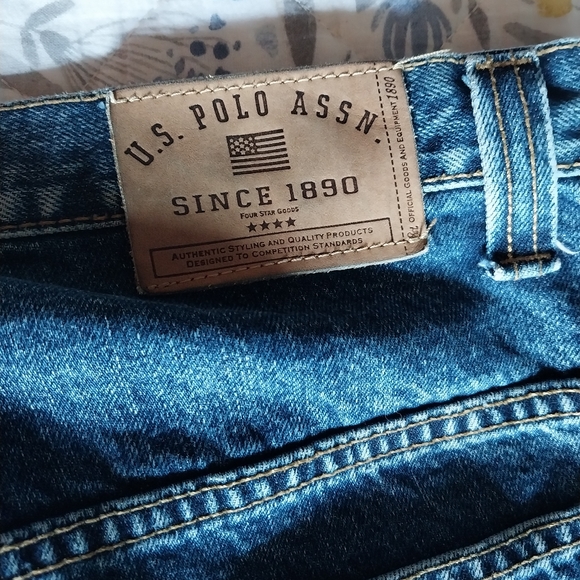 U.S. POLO ASSN.
SINCE 1890
FOUR STAR GOODS
AUTHENTIC STYLING AND QUALITY PRODUCTS
DESIGNED TO COMPETITION STANDARDS
OFFICIAL GOODS AND EQUIPMENT 1890